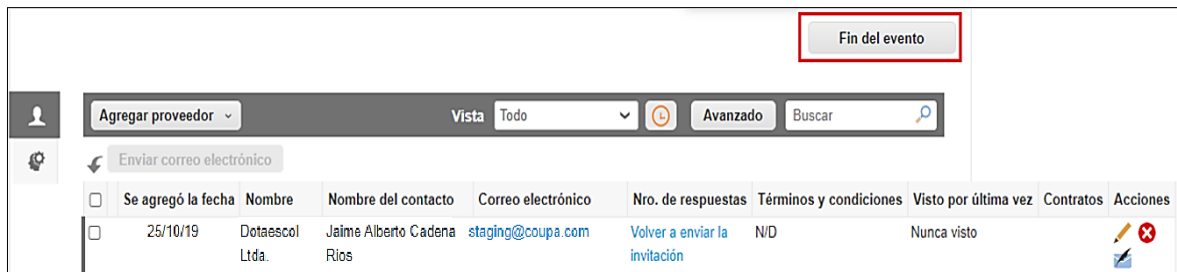 Fin del evento
Agregar proveedor Vista Todo Avanzado Buscar
Enviar correo electrónico
Se agregó la fecha Nombre Nombre del contacto Correo electrónico Nro. de respuestas Términos y condiciones Visto por última vez Contratos Acciones
25/10/19 Dotaescol Jaime Alberto Cadena staging@coupa.com Volver a enviar la N/D Nunca visto
Ltda. Rios invitación